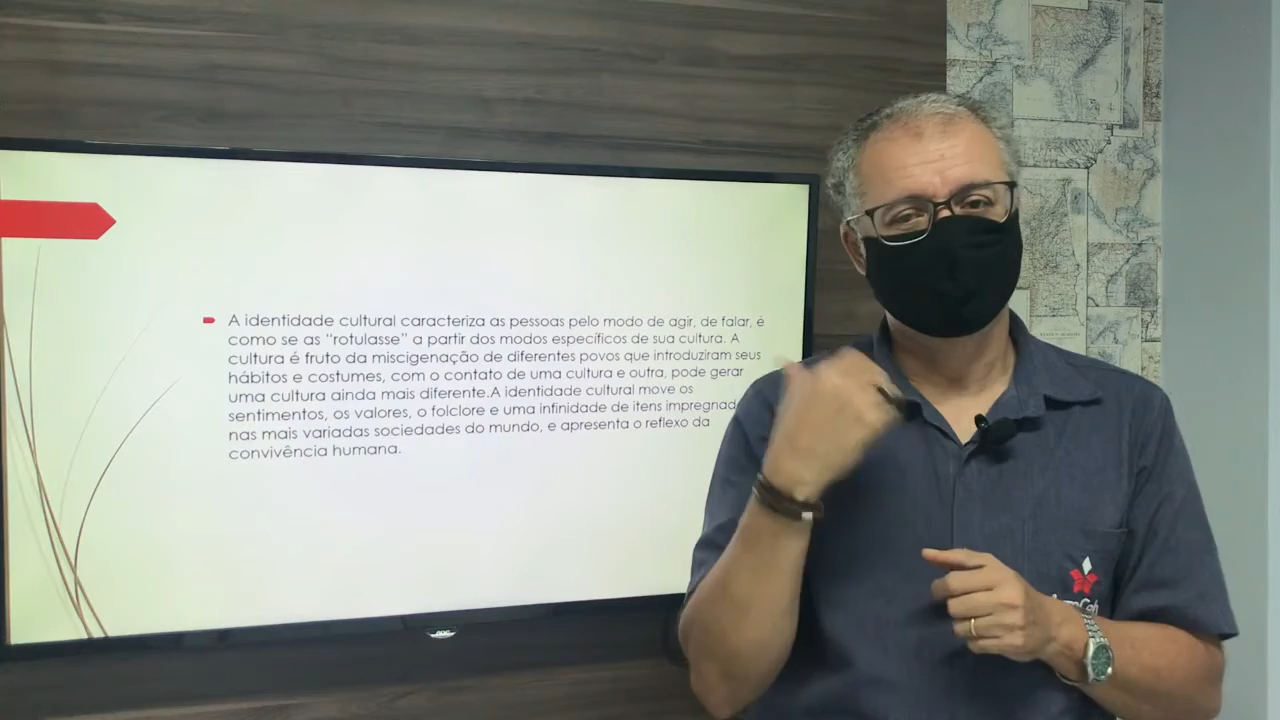 A identidade cultural caracteriza as pessoas pelo modo de agir, de falar, é
como se as "rotulasse" a partir dos modos específicos de sua cultura. A
cultura é fruto da miscigenação de diferentes povos que introduziram seus
hábitos e costumes, com o contato de uma cultura e outra, pode gerar
uma cultura ainda mais diferente.A identidade cultural move os
sentimentos, os valores, o folclore e uma infinidade de itens impregnad
nas mais variadas sociedades do mundo, e apresenta o reflexo da
convivência humana.
AOC